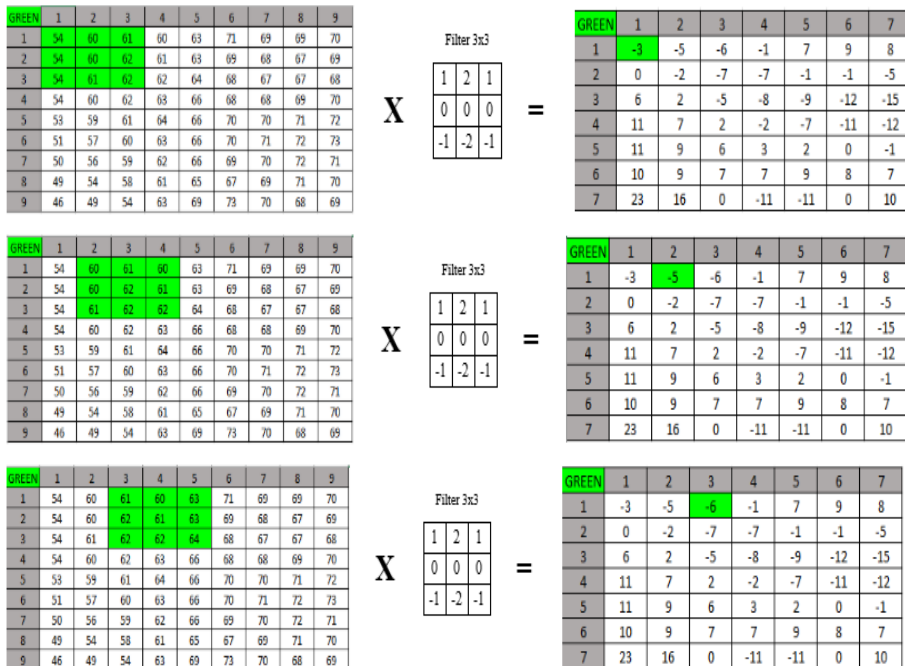 GREEN 1 2 3 4 5 6 7 8 9
1 54 60 61 60 63 71 69 69 70
2 54 60 62 61 63 69 68 67 69
3 54 61 62 62 64 68 67 67 68
4 54 60 62 63 66 68 68 69 70
5 53 59 61 64 66 70 70 71 72
6 51 57 60 63 66 70 71 72 73
7 50 56 59 62 66 69 70 72 71
8 49 54 58 61 65 67 69 71 70
9 46 49 54 63 69 73 70 68 69
X
Filter 3x3
1 2 1
0 0 0
-1 -2 -1
=
GREEN 1 2 3 4 5 6 7
1 -3 -5 -6 -1 7 9 8
2 0 -2 -7 -7 -1 -1 -5
3 6 2 -5 -8 -9 -12 -15
4 11 7 2 -2 -7 -11 -12
5 11 9 6 3 2 0 -1
6 10 9 7 7 9 8 7
7 23 16 0 -11 -11 0 10
GREEN 1 2 3 4 5 6 7 8 9
1 54 60 61 60 63 71 69 69 70
2 54 60 62 61 63 69 68 67 69
3 54 61 62 62 64 68 67 67 68
4 54 60 62 63 66 68 68 69 70
5 53 59 61 64 66 70 70 71 72
6 51 57 60 63 66 70 71 72 73
7 50 56 59 62 66 69 70 72 71
8 49 54 58 61 65 67 69 71 70
9 46 49 54 63 69 73 70 68 69
X
Filter 3x3
1 2 1
0 0 0
-1 -2 -1
=
GREEN 1 2 3 4 5 6 7
1 -3 -5 -6 -1 7 9 8
2 0 -2 -7 -7 -1 -1 -5
3 6 2 -5 -8 -9 -12 -15
4 11 7 2 -2 -7 -11 -12
5 11 9 6 3 2 0 -1
6 10 9 7 7 9 8 7
7 23 16 0 -11 -11 0 10
GREEN 1 2 3 4 5 6 7 8 9
1 54 60 61 60 63 71 69 69 70
2 54 60 62 61 63 69 68 67 69
3 54 61 62 62 64 68 67 67 68
4 54 60 62 63 66 68 68 69 70
5 53 59 61 64 66 70 70 71 72
6 51 57 60 63 66 70 71 72 73
7 50 56 59 62 66 69 70 72 71
8 49 54 58 61 65 67 69 71 70
9 46 49 54 63 69 73 70 68 69
X
Filter 3x3
1 2 1
0 0 0
-1 -2 -1
=
GREEN 1 2 3 4 5 6 7
1 -3 -5 -6 -1 7 9 8
2 0 -2 -7 -7 -1 -1 -5
3 6 2 -5 -8 -9 -12 -15
4 11 7 2 -2 -7 -11 -12
5 11 9 6 3 2 0 -1
6 10 9 7 7 9 8 7
7 23 16 0 -11 -11 0 10